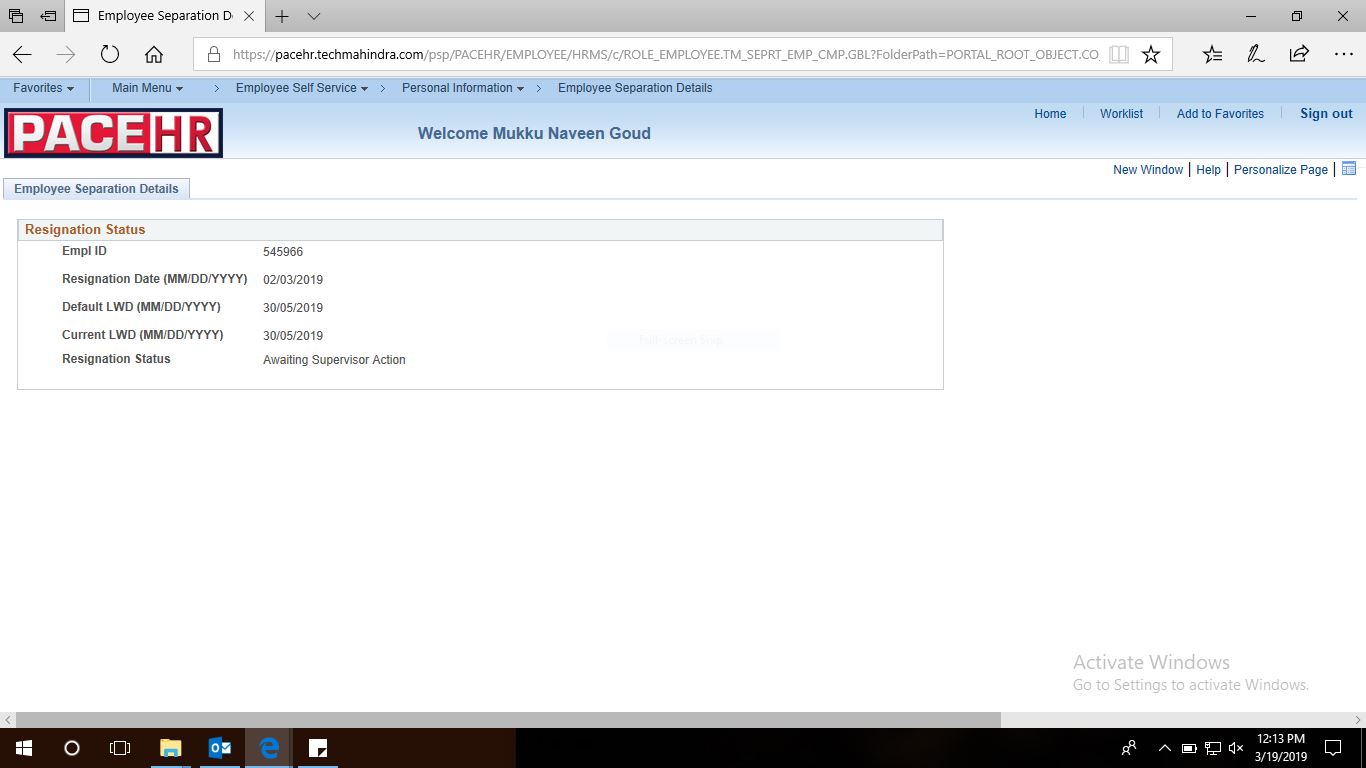 Employee Separation D
https://pacehr.techmahindra.com/psp/PACEHR/EMPLOYEE/HRMS/c/ROLE_EMPLOYEE.TM_SEPRT_EMP_CMP.GBL?FolderPath=PORTAL_ROOT_OBJECT.CO_
Favorites Main Menu > Employee Self Service > Personal Information > Employee Separation Details
PACEHR
Welcome Mukku Naveen Goud
Home Worklist Add to Favorites Sign out
New Window | Help | Personalize Page |
Employee Separation Details
Resignation Status
Empl ID 545966
Resignation Date (MM/DD/YYYY) 02/03/2019
Default LWD (MM/DD/YYYY) 30/05/2019
Current LWD (MM/DD/YYYY) 30/05/2019
Full-screen Snip
Resignation Status Awaiting Supervisor Action
Activate Windows
Go to Settings to activate Windows.
12:13 PM
3/19/2019